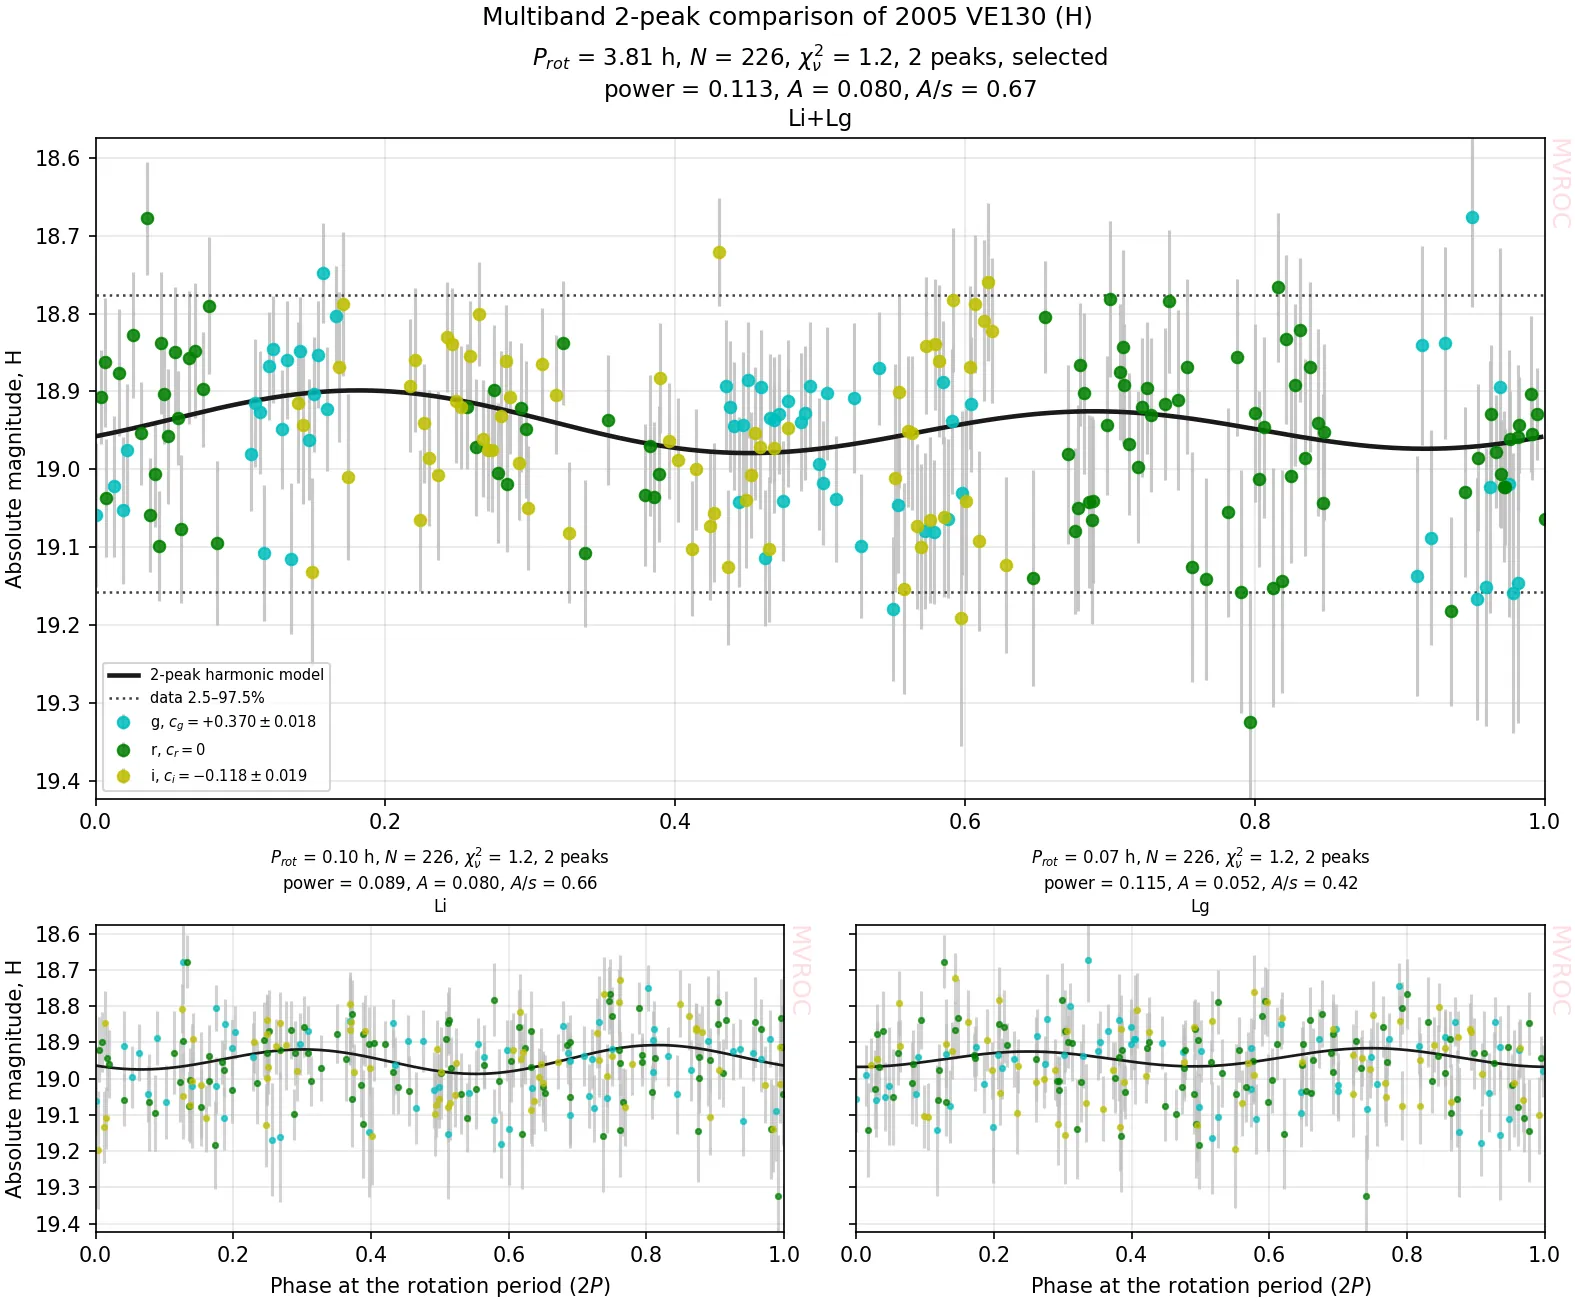 Multiband 2-peak comparison of 2005 VE130 (H)
P_rot = 3.81 h, N = 226, χ²_ν = 1.2, 2 peaks, selected
power = 0.113, A = 0.080, A/s = 0.67
Li+Lg
MVROC
Absolute magnitude, H
18.6
18.7
18.8
18.9
19.0
19.1
19.2
19.3
19.4
2-peak harmonic model
data 2.5–97.5%
g, c_g = +0.370 ± 0.018
r, c_r = 0
i, c_i = −0.118 ± 0.019
0.0 0.2 0.4 0.6 0.8 1.0
P_rot = 0.10 h, N = 226, χ²_ν = 1.2, 2 peaks
power = 0.089, A = 0.080, A/s = 0.66
Li
MVROC
Absolute magnitude, H
18.6
18.7
18.8
18.9
19.0
19.1
19.2
19.3
19.4
0.0 0.2 0.4 0.6 0.8 1.0
Phase at the rotation period (2P)
P_rot = 0.07 h, N = 226, χ²_ν = 1.2, 2 peaks
power = 0.115, A = 0.052, A/s = 0.42
Lg
MVROC
0.0 0.2 0.4 0.6 0.8 1.0
Phase at the rotation period (2P)